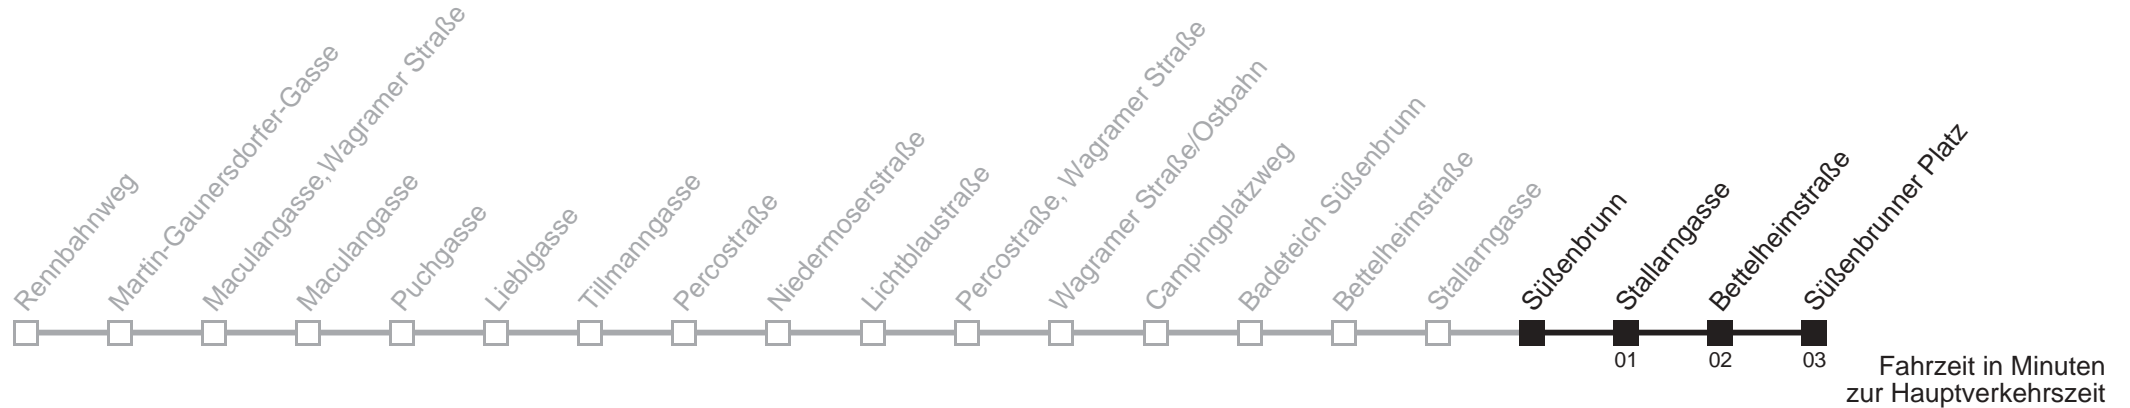 Rennbahnweg
Martin-Gaunersdorfer-Gasse
Maculangasse, Wagramer Straße
Maculangasse
Puchgasse
Lieblgasse
Tillmanngasse
Percostraße
Niedermoserstraße
Lichtblaustraße
Percostraße, Wagramer Straße
Wagramer Straße/Ostbahn
Campingplatzweg
Badeteich Süßenbrunn
Bettelheimstraße
Stallarngasse
Süßenbrunn
Stallarngasse
Bettelheimstraße
Süßenbrunner Platz
01
02
03
Fahrzeit in Minuten
zur Hauptverkehrszeit